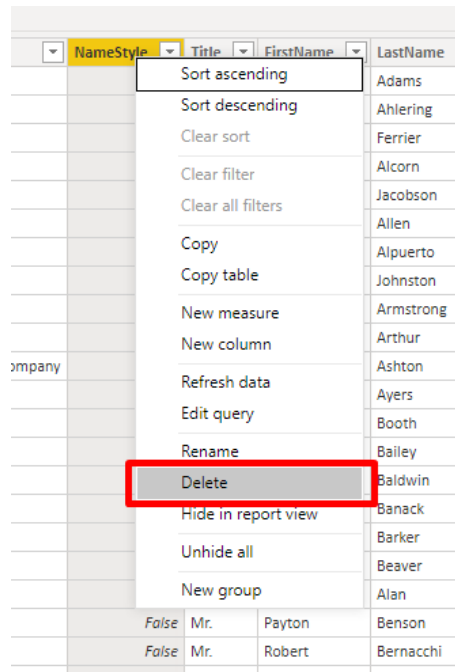 NameStyle Title FirstName LastName
Sort ascending
Adams
Sort descending
Ahlering
Clear sort
Ferrier
Alcorn
Clear filter
Jacobson
Clear all filters
Allen
Copy
Alpuerto
Copy table
Johnston
New measure
Armstrong
New column
Arthur
ompany
Ashton
Refresh data
Ayers
Edit query
Booth
Rename
Bailey
Delete
Baldwin
Hide in report view
Banack
Unhide all
Barker
Beaver
New group
Alan
False Mr. Payton Benson
False Mr. Robert Bernacchi